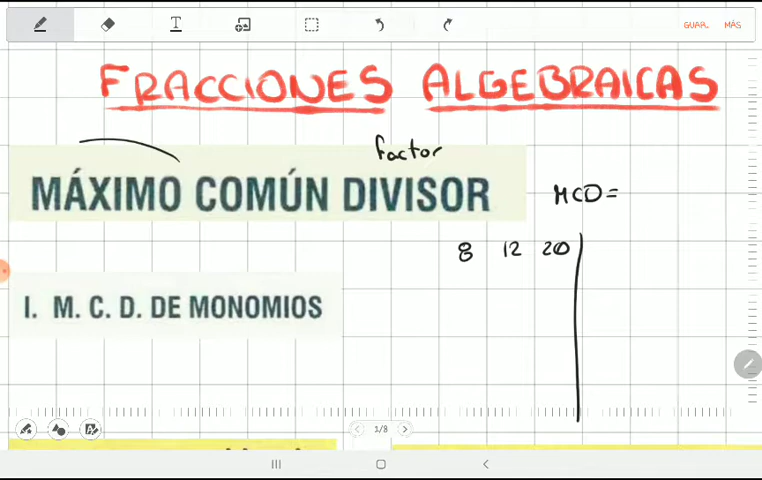 T
GUAR. MÁS
FRACCIONES ALGEBRAICAS
factor
MÁXIMO COMÚN DIVISOR
MCD=
8 12 20
I. M. C. D. DE MONOMIOS
1/8